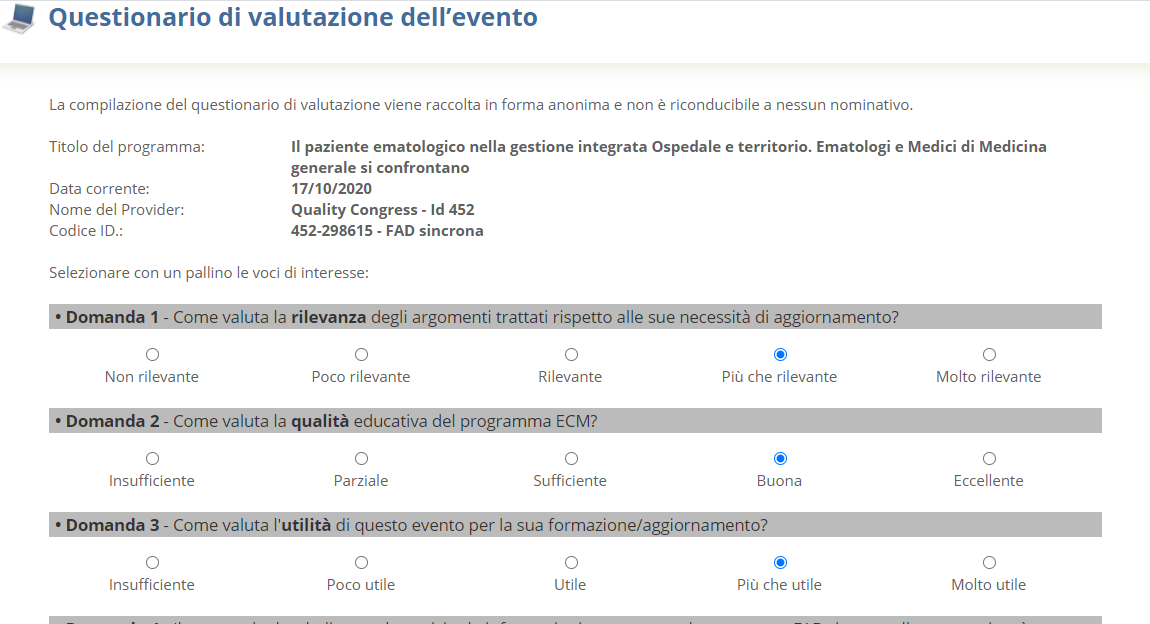 Questionario di valutazione dell'evento
La compilazione del questionario di valutazione viene raccolta in forma anonima e non è riconducibile a nessun nominativo.
Titolo del programma: Il paziente ematologico nella gestione integrata Ospedale e territorio. Ematologi e Medici di Medicina
generale si confrontano
Data corrente: 17/10/2020
Nome del Provider: Quality Congress - Id 452
Codice ID.: 452-298615 - FAD sincrona
Selezionare con un pallino le voci di interesse:
• Domanda 1 - Come valuta la rilevanza degli argomenti trattati rispetto alle sue necessità di aggiornamento?
Non rilevante Poco rilevante Rilevante Più che rilevante Molto rilevante
• Domanda 2 - Come valuta la qualità educativa del programma ECM?
Insufficiente Parziale Sufficiente Buona Eccellente
• Domanda 3 - Come valuta l'utilità di questo evento per la sua formazione/aggiornamento?
Insufficiente Poco utile Utile Più che utile Molto utile